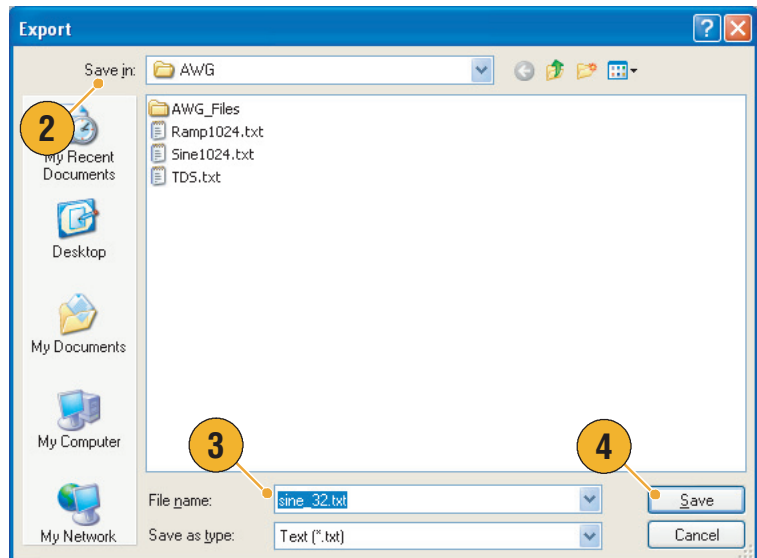 Export
Save in:
AWG
2
My Recent
Documents
Desktop
My Documents
My Computer
My Network
AWG_Files
Ramp1024.txt
Sine1024.txt
TDS.txt
3
4
File name:
sine_32.txt
Save
Save as type:
Text (*.txt)
Cancel